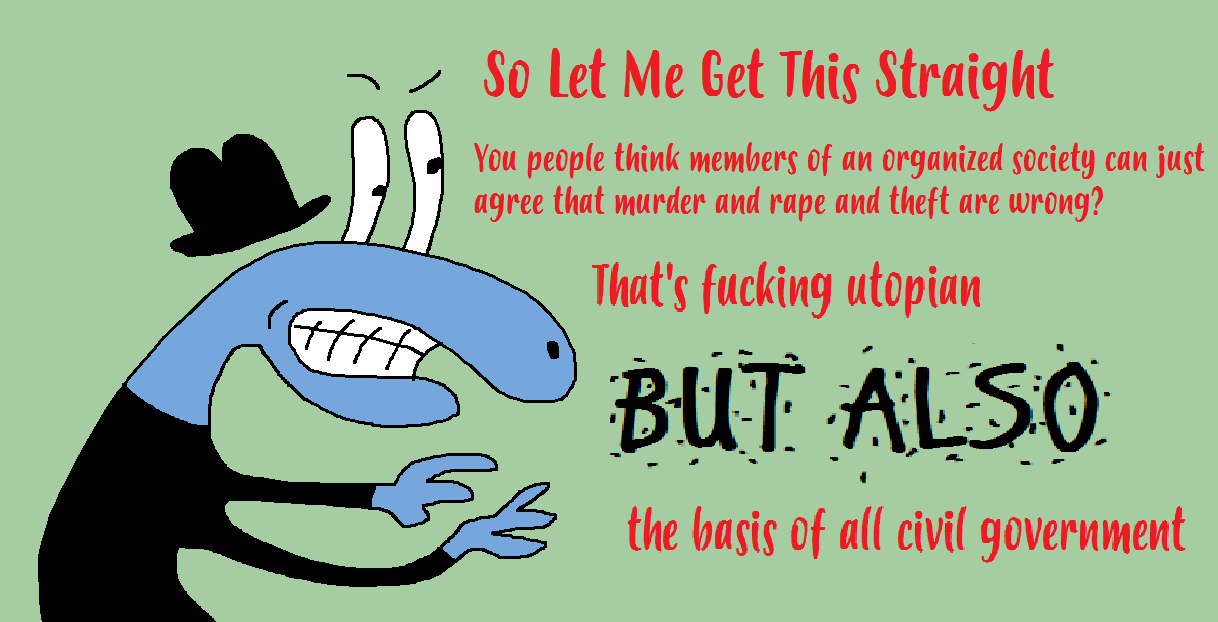 So Let Me Get This Straight
You people think members of an organized society can just
agree that murder and rape and theft are wrong?
That's fucking utopian
BUT ALSO
the basis of all civil government